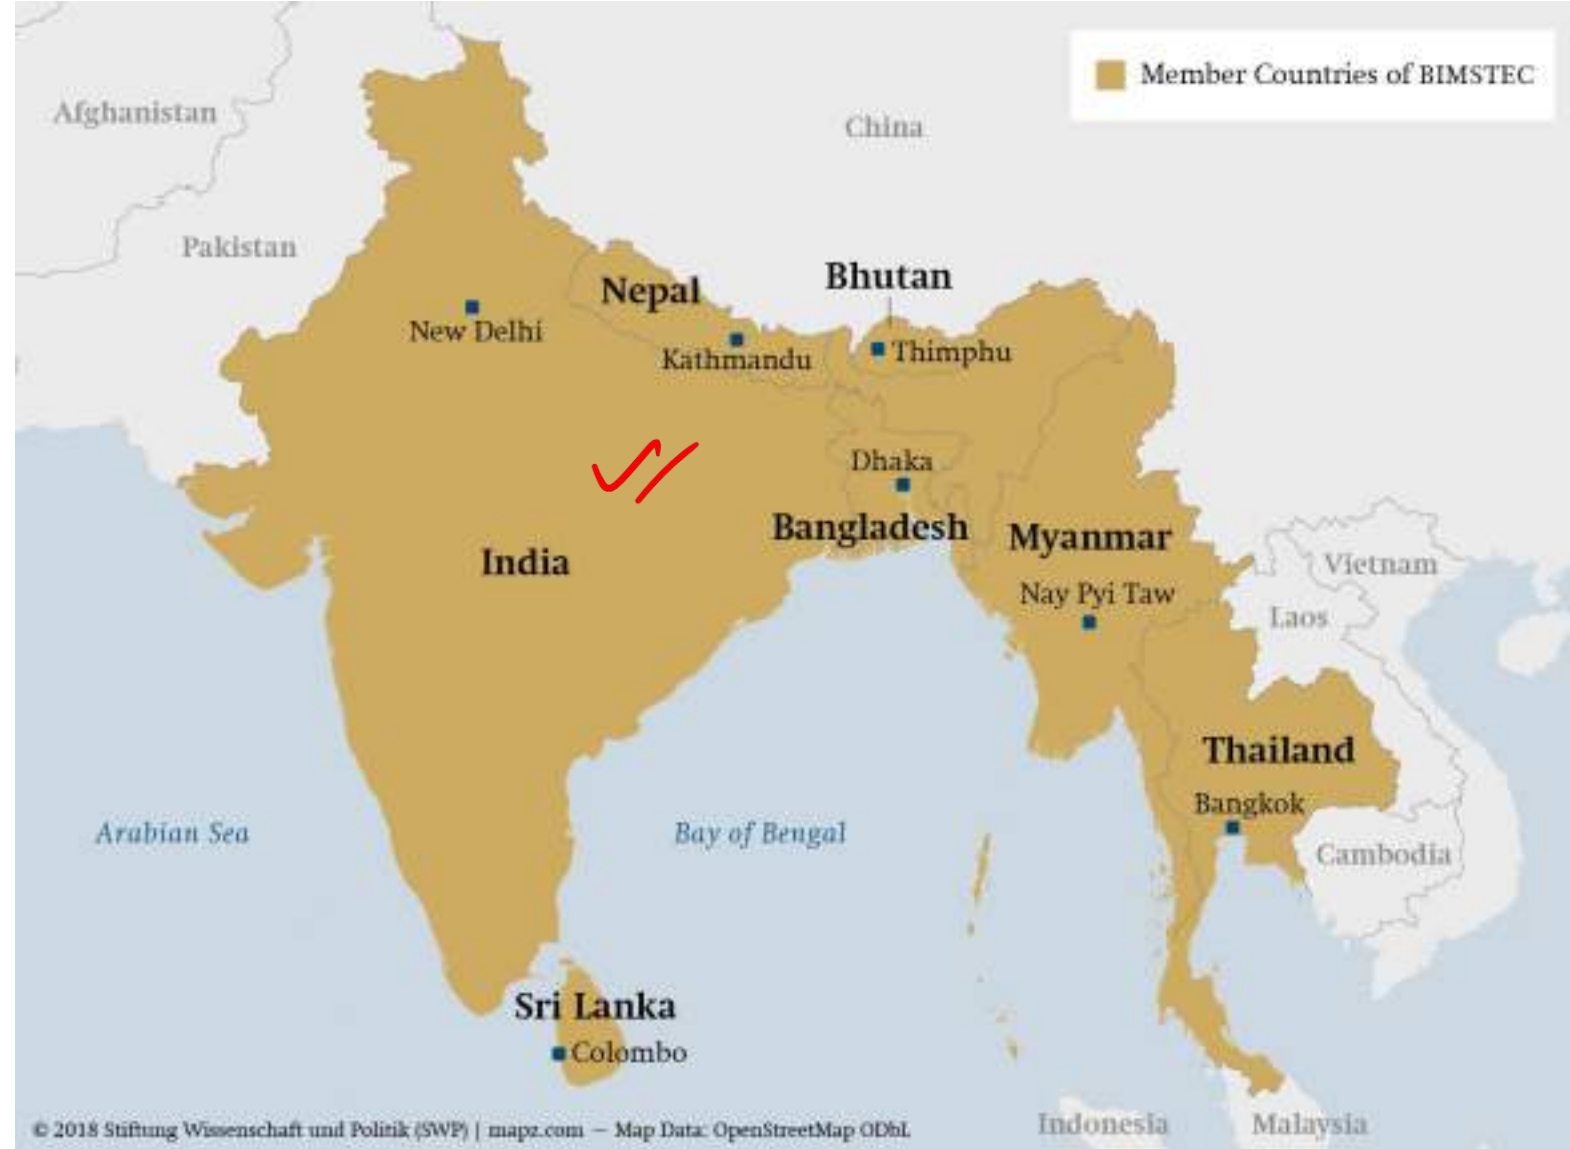 Member Countries of BIMSTEC
Afghanistan
China
Pakistan
Nepal
Bhutan
New Delhi
Kathmandu
Thimphu
Dhaka
Bangladesh
India
Myanmar
Nay Pyi Taw
Vietnam
Laos
Thailand
Bangkok
Arabian Sea
Bay of Bengal
Cambodia
Sri Lanka
Colombo
Indonesia
Malaysia
© 2018 Stiftung Wissenschaft und Politik (SWP) | mapz.com — Map Data: OpenStreetMap ODbL